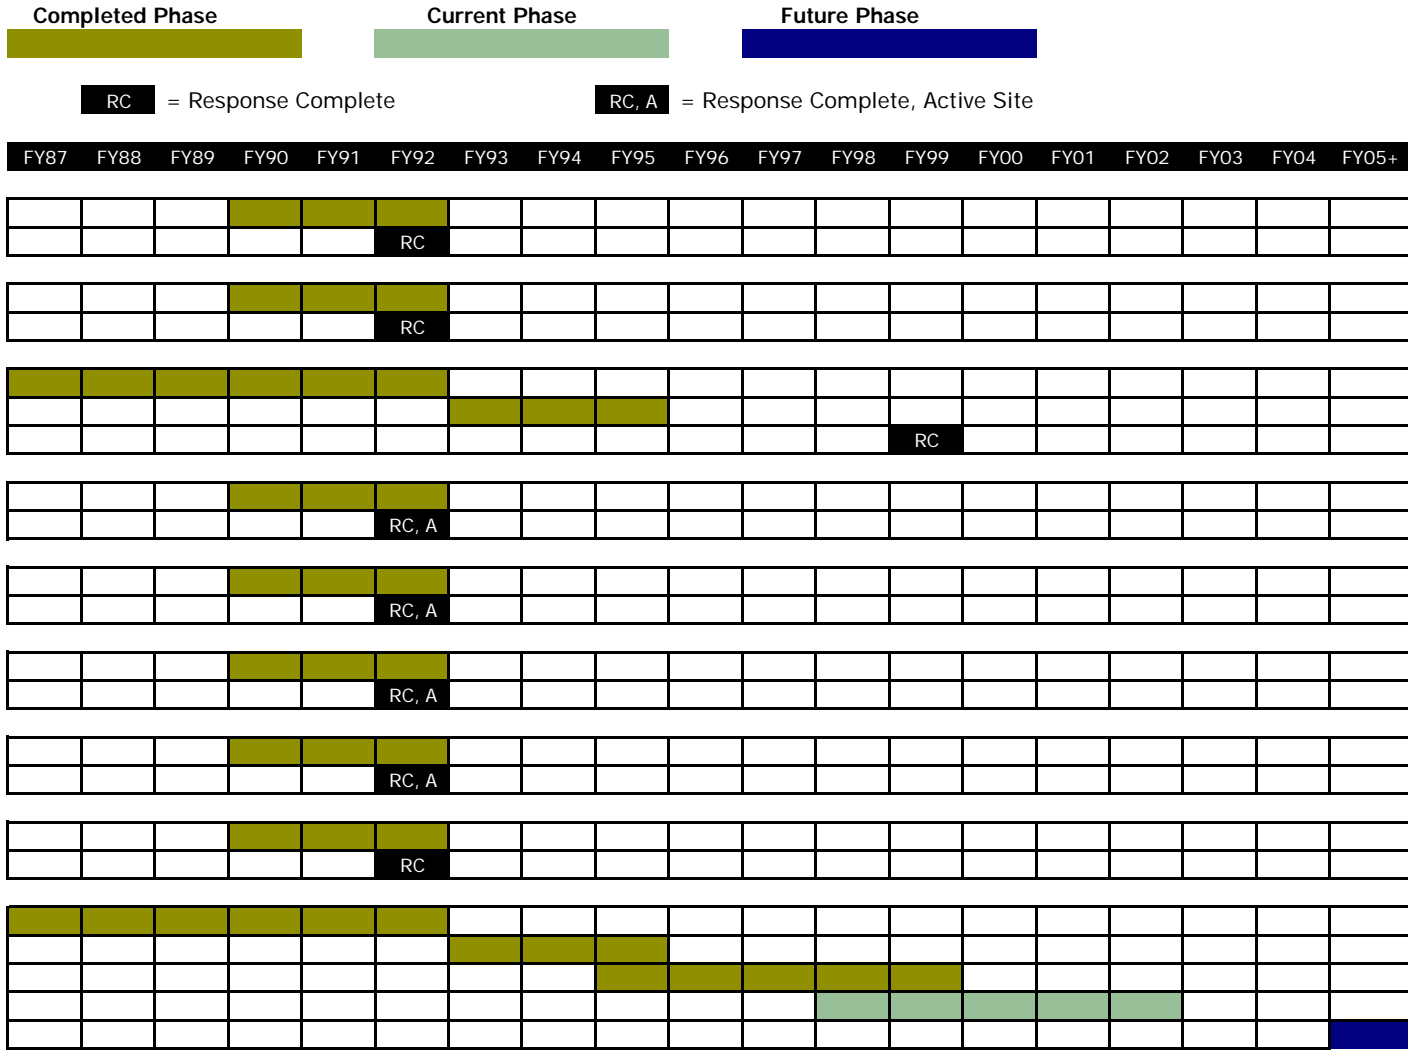 Completed Phase Current Phase Future Phase
RC = Response Complete RC, A = Response Complete, Active Site
FY87 FY88 FY89 FY90 FY91 FY92 FY93 FY94 FY95 FY96 FY97 FY98 FY99 FY00 FY01 FY02 FY03 FY04 FY05+
RC
RC
RC
RC, A
RC, A
RC, A
RC, A
RC